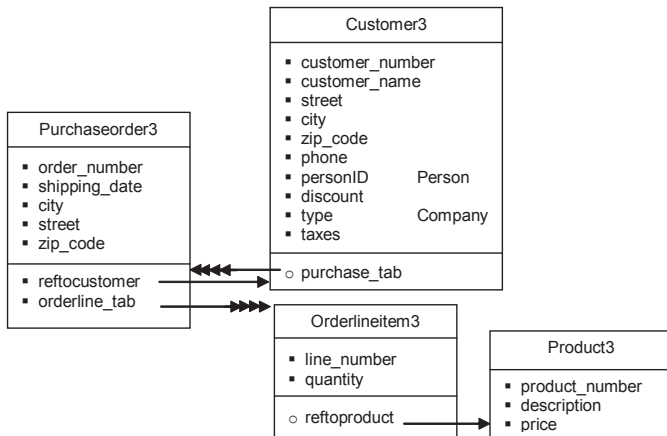 Customer3
customer_number
customer_name
street
city
zip_code
phone
personID Person
discount
type Company
taxes
purchase_tab
Purchaseorder3
order_number
shipping_date
city
street
zip_code
reftocustomer
orderline_tab
Orderlineitem3
line_number
quantity
reftoproduct
Product3
product_number
description
price